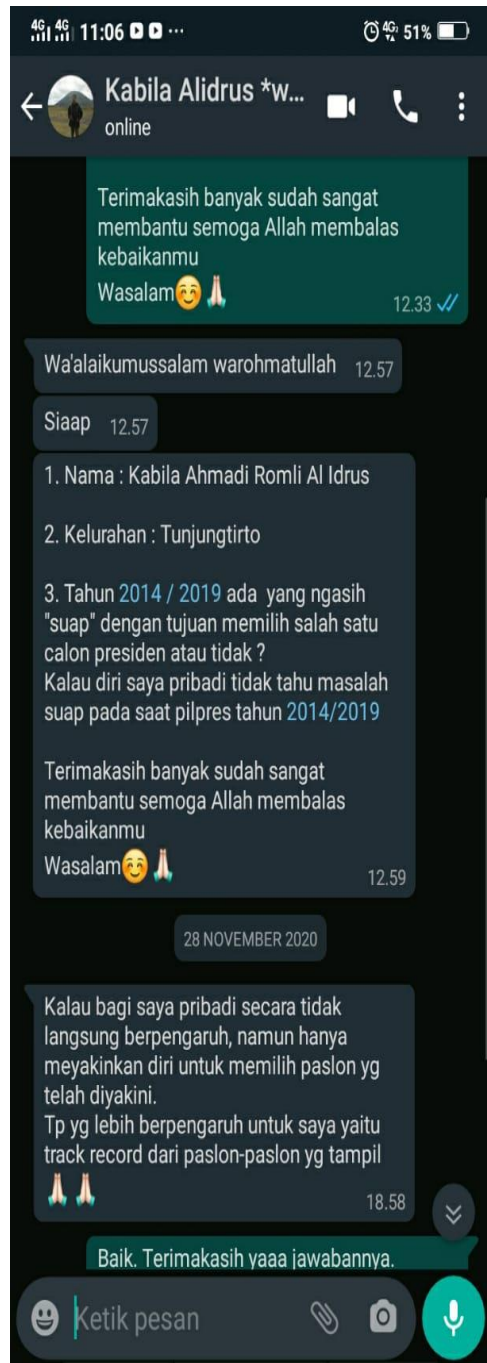 4G 4G 11:06 ...
4G 51%
Kabila Alidrus *w...
online
Terimakasih banyak sudah sangat
membantu semoga Allah membalas
kebaikanmu
Wasalam☺️🙏🏻
12.33
Wa'alaikumussalam warohmatullah 12.57
Siaap 12.57
1. Nama : Kabila Ahmadi Romli Al Idrus
2. Kelurahan : Tunjungtirto
3. Tahun 2014 / 2019 ada yang ngasih
"suap" dengan tujuan memilih salah satu
calon presiden atau tidak ?
Kalau diri saya pribadi tidak tahu masalah
suap pada saat pilpres tahun 2014/2019
Terimakasih banyak sudah sangat
membantu semoga Allah membalas
kebaikanmu
Wasalam☺️🙏🏻
12.59
28 NOVEMBER 2020
Kalau bagi saya pribadi secara tidak
langsung berpengaruh, namun hanya
meyakinkan diri untuk memilih paslon yg
telah diyakini.
Tp yg lebih berpengaruh untuk saya yaitu
track record dari paslon-paslon yg tampil
🙏🏻🙏🏻
18.58
Baik. Terimakasih yaaa jawabannya.
Ketik pesan